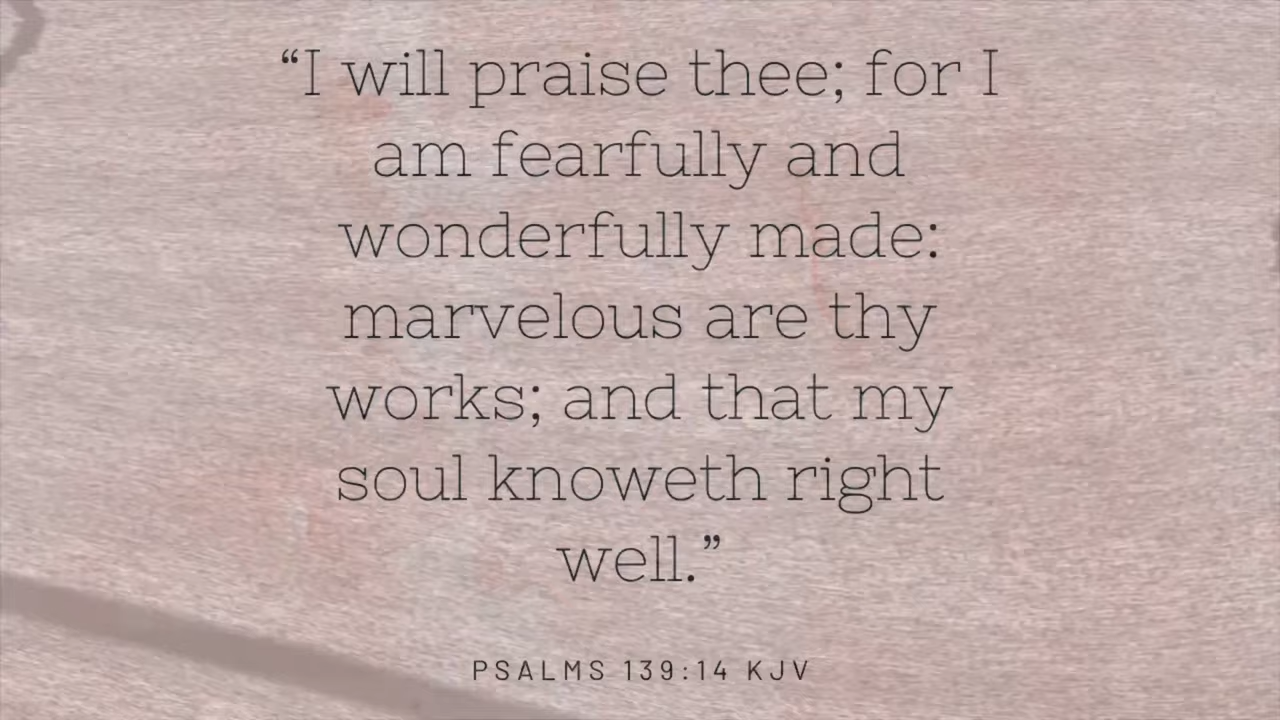 “I will praise thee; for I
am fearfully and
wonderfully made:
marvelous are thy
works; and that my
soul knoweth right
well.”
PSALMS 139:14 KJV